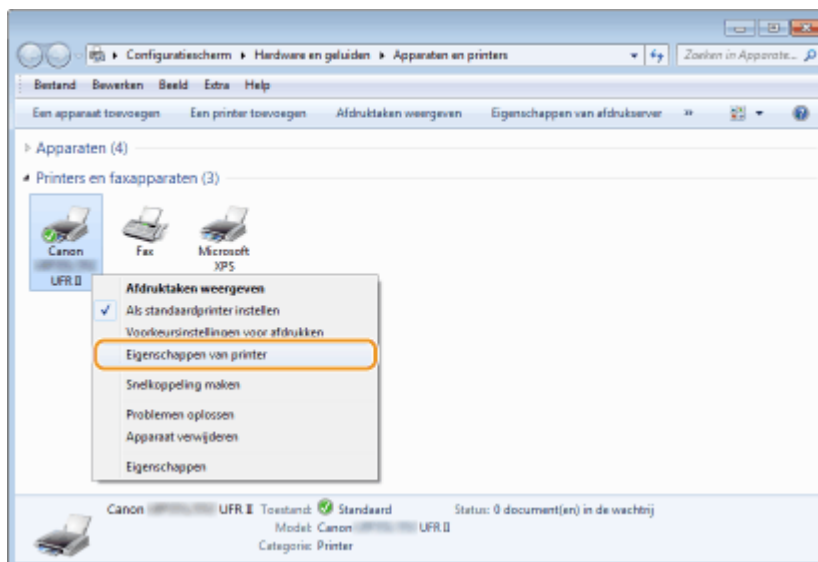 Configuratiescherm ▸ Hardware en geluiden ▸ Apparaten en printers
Zoeken in Apparate...
Bestand Bewerken Beeld Extra Help
Een apparaat toevoegen Een printer toevoegen Afdruktaken weergeven Eigenschappen van afdrukserver »
Apparaten (4)
Printers en faxapparaten (3)
Canon
UFR II
Fax
Microsoft
XPS
Afdruktaken weergeven
Als standaardprinter instellen
Voorkeursinstellingen voor afdrukken
Eigenschappen van printer
Snelkoppeling maken
Problemen oplossen
Apparaat verwijderen
Eigenschappen
Canon UFR II Toestand: Standaard Status: 0 document(en) in de wachtrij
Model: Canon UFR II
Categorie: Printer